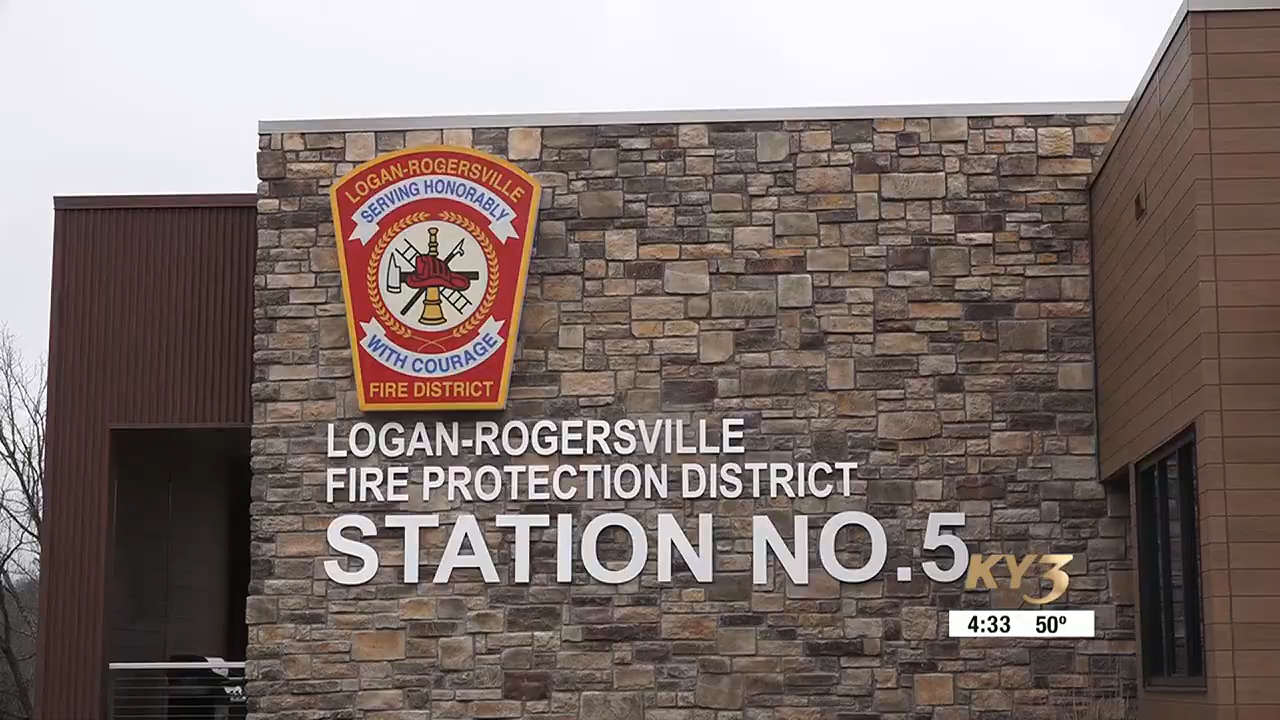 LOGAN-ROGERSVILLE
SERVING HONORABLY
WITH COURAGE
FIRE DISTRICT
LOGAN-ROGERSVILLE
FIRE PROTECTION DISTRICT
STATION NO.5
KY3
4:33 50º